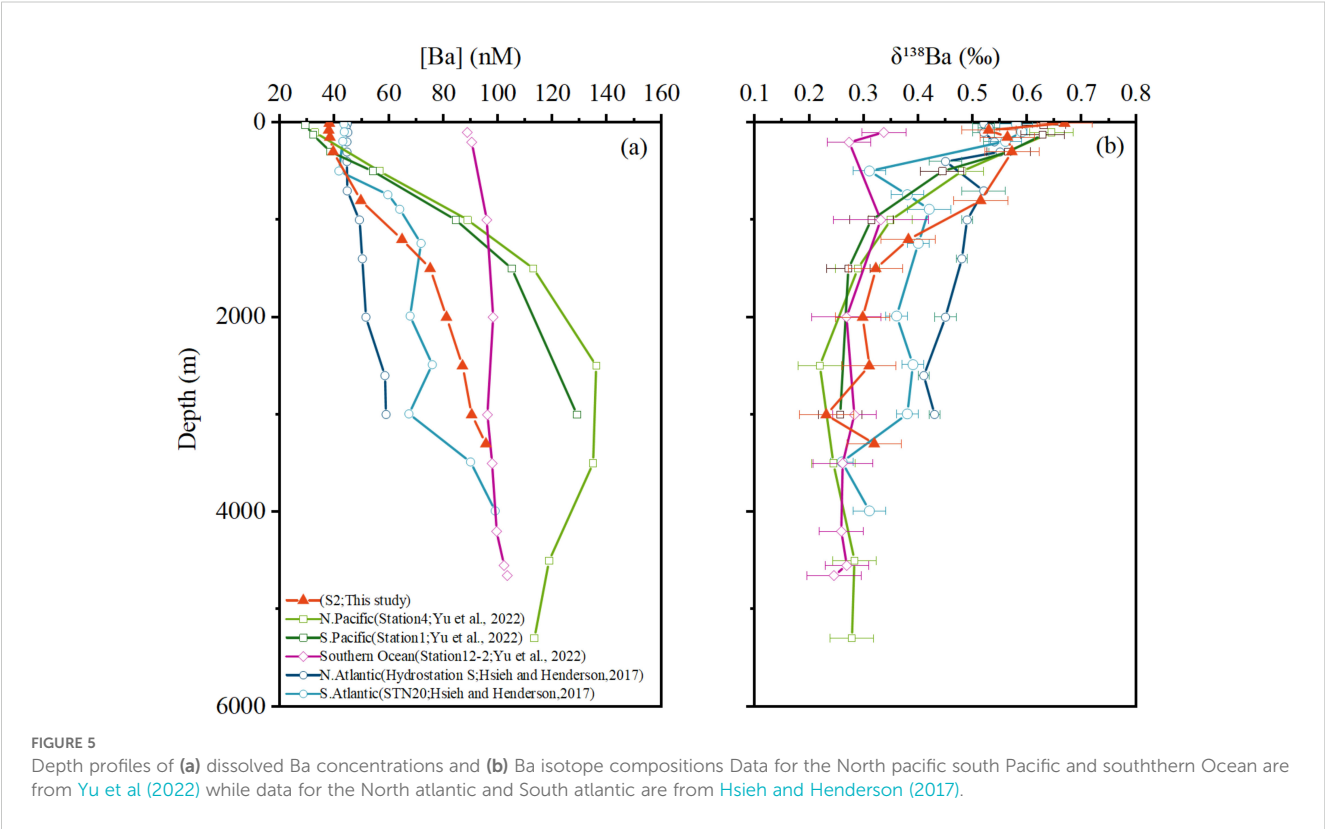 [Ba] (nM)
δ¹³⁸Ba (‰)
20 40 60 80 100 120 140 160
0.1 0.2 0.3 0.4 0.5 0.6 0.7 0.8
0
(a)
(b)
2000
Depth (m)
4000
(S2;This study)
N.Pacific(Station4;Yu et al., 2022)
S.Pacific(Station1;Yu et al., 2022)
Southern Ocean(Station12-2;Yu et al., 2022)
N.Atlantic(Hydrostation S;Hsieh and Henderson,2017)
S.Atlantic(STN20;Hsieh and Henderson,2017)
6000
FIGURE 5
Depth profiles of (a) dissolved Ba concentrations and (b) Ba isotope compositions Data for the North pacific south Pacific and souththern Ocean are
from Yu et al (2022) while data for the North atlantic and South atlantic are from Hsieh and Henderson (2017).